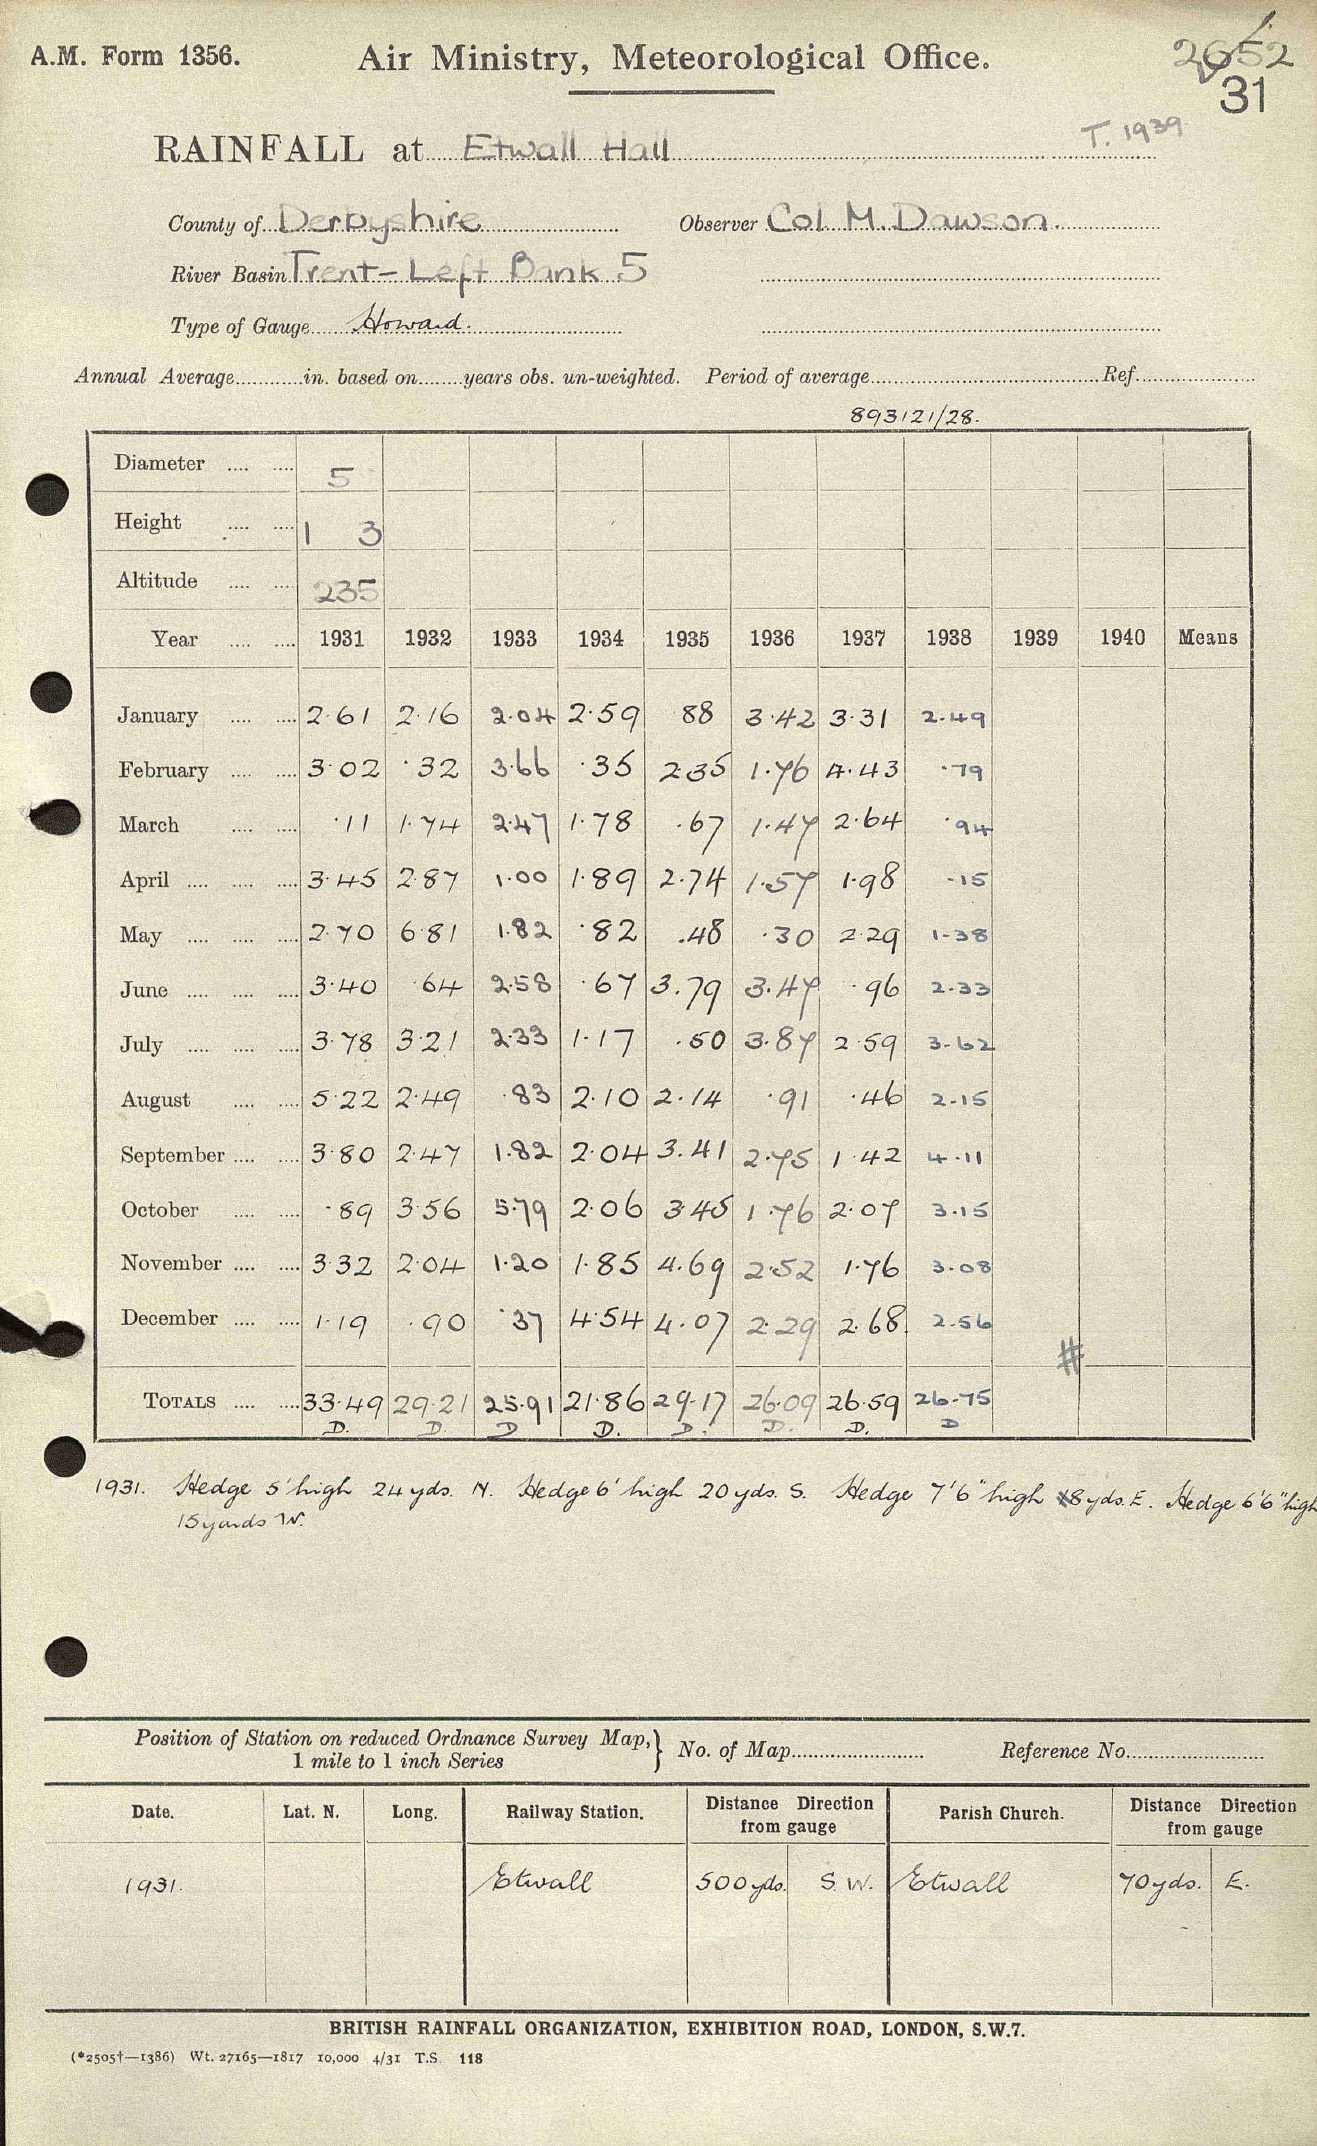 A.M. Form 1356. Air Ministry, Meteorological Office. 2652
31
T. 1939.
RAINFALL at Etwall Hall
County of Derbyshire Observer Col M. Dawson.
River Basin Trent-Left Bank 5
Type of Gauge Howard.
Annual Average in. based on years obs. un-weighted. Period of average Ref.
893121/28.
Diameter 5
Height 1 3
Altitude 235
Year 1931 1932 1933 1934 1935 1936 1937 1938 1939 1940 Means
January 2.61 2.16 2.04 2.59 .88 3.42 3.31 2.49
February 3.02 .32 3.66 .35 2.35 1.76 4.43 .79
March .11 1.74 2.47 1.78 .67 1.47 2.64 .94
April 3.45 2.87 1.00 1.89 2.74 1.57 1.98 .15
May 2.70 6.81 1.82 .82 .48 .30 2.29 1.38
June 3.40 .64 2.58 .67 3.79 3.47 .96 2.33
July 3.78 3.21 2.33 1.17 .50 3.87 2.59 3.62
August 5.22 2.49 .83 2.10 2.14 .91 .46 2.15
September 3.80 2.47 1.82 2.04 3.41 2.75 1.42 4.11
October .89 3.56 5.79 2.06 3.45 1.76 2.07 3.15
November 3.32 2.04 1.20 1.85 4.69 2.52 1.76 3.08
December 1.19 .90 .37 4.54 4.07 2.29 2.68 2.56
#
TOTALS 33.49 29.21 25.91 21.86 29.17 26.09 26.59 26.75
D. D. D D. D. D. D. D
1931. Hedge 5' high 24 yds. N. Hedge 6' high 20 yds. S. Hedge 7'6" high 8 yds. E. Hedge 6'6" high
15 yards W.
Position of Station on reduced Ordnance Survey Map, } No. of Map Reference No.
1 mile to 1 inch Series
Date. Lat. N. Long. Railway Station. Distance Direction from gauge Parish Church. Distance Direction from gauge
1931. Etwall 500 yds. S.W. Etwall 70 yds. E.
BRITISH RAINFALL ORGANIZATION, EXHIBITION ROAD, LONDON, S.W.7.
(*2505†—1386) Wt. 27165—1817 10,000 4/31 T.S. 118